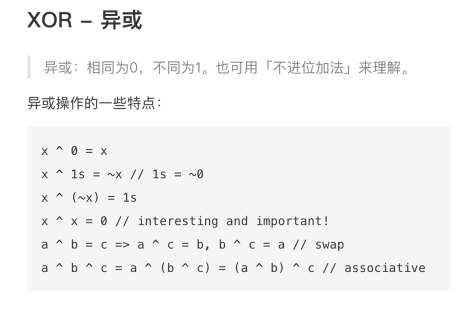 XOR – 异或
异或：相同为0，不同为1。也可用「不进位加法」来理解。
异或操作的一些特点：
x ^ 0 = x
x ^ 1s = ~x // 1s = ~0
x ^ (~x) = 1s
x ^ x = 0 // interesting and important!
a ^ b = c => a ^ c = b, b ^ c = a // swap
a ^ b ^ c = a ^ (b ^ c) = (a ^ b) ^ c // associative